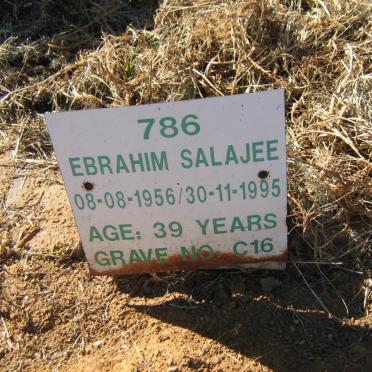 786
EBRAHIM SALAJEE
08-08-1956/30-11-1995
AGE: 39 YEARS
GRAVE NO: C16